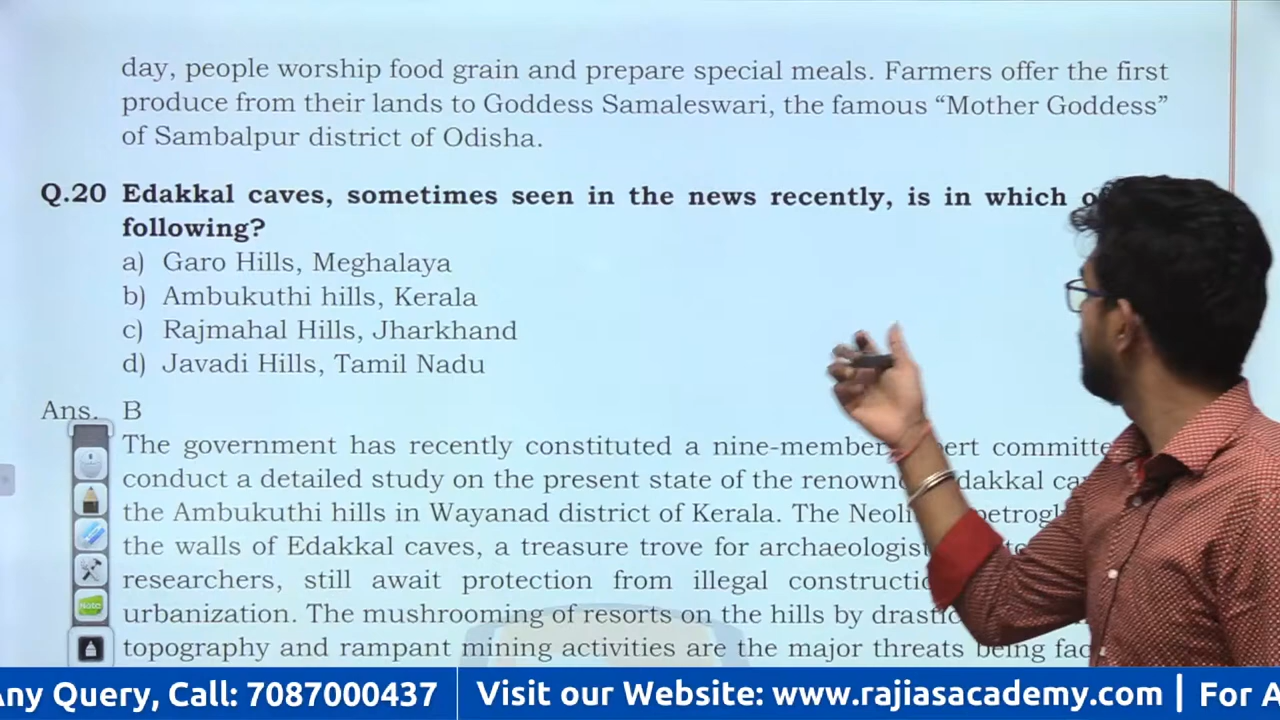 day, people worship food grain and prepare special meals. Farmers offer the first
produce from their lands to Goddess Samaleswari, the famous “Mother Goddess”
of Sambalpur district of Odisha.
Q.20 Edakkal caves, sometimes seen in the news recently, is in which
following?
a) Garo Hills, Meghalaya
b) Ambukuthi hills, Kerala
c) Rajmahal Hills, Jharkhand
d) Javadi Hills, Tamil Nadu
Ans. B
The government has recently constituted a nine-member
conduct a detailed study on the present state of the
the Ambukuthi hills in Wayanad district of Kerala. The
the walls of Edakkal caves, a treasure trove for
researchers, still await protection from illegal
urbanization. The mushrooming of resorts on the hills by
topography and rampant mining activities are the major threats being
Note
Any Query, Call: 7087000437 Visit our Website: www.rajiasacademy.com | For